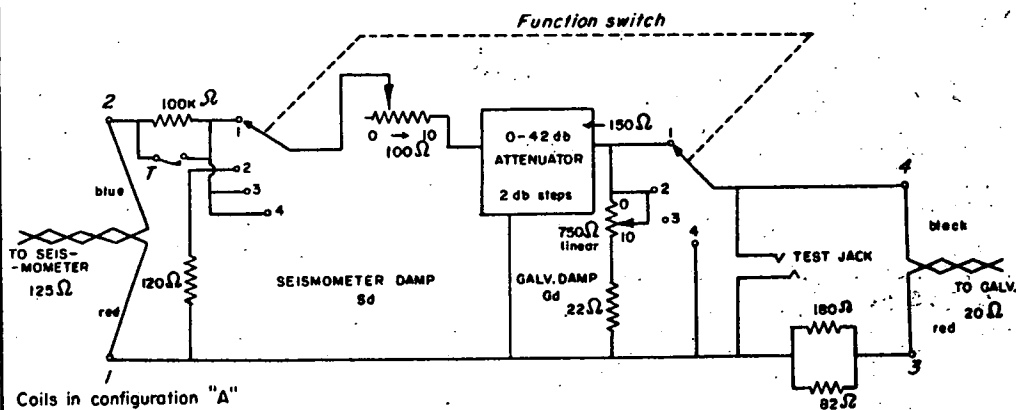 Function switch
2
100K Ω
1
0 → 10
100Ω
0-42 db
ATTENUATOR
2 db steps
150Ω
1
T
2
3
4
blue
TO SEIS-
-MOMETER
125Ω
red
120Ω
SEISMOMETER DAMP
Sd
0
750Ω
linear
10
2
3
4
GALV. DAMP
Gd
22Ω
TEST JACK
4
black
TO GALV.
20Ω
red
180Ω
82Ω
3
1
Coils in configuration "A"